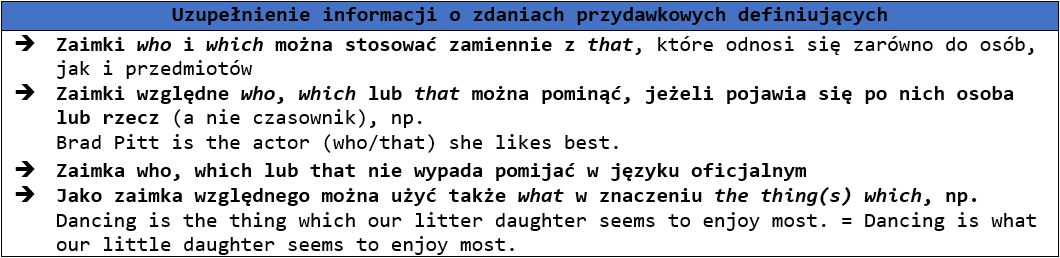 Uzupełnienie informacji o zdaniach przydawkowych definiujących
➔ Zaimki who i which można stosować zamiennie z that, które odnosi się zarówno do osób,
jak i przedmiotów
➔ Zaimki względne who, which lub that można pominąć, jeżeli pojawia się po nich osoba
lub rzecz (a nie czasownik), np.
Brad Pitt is the actor (who/that) she likes best.
➔ Zaimka who, which lub that nie wypada pomijać w języku oficjalnym
➔ Jako zaimka względnego można użyć także what w znaczeniu the thing(s) which, np.
Dancing is the thing which our litter daughter seems to enjoy most. = Dancing is what
our little daughter seems to enjoy most.